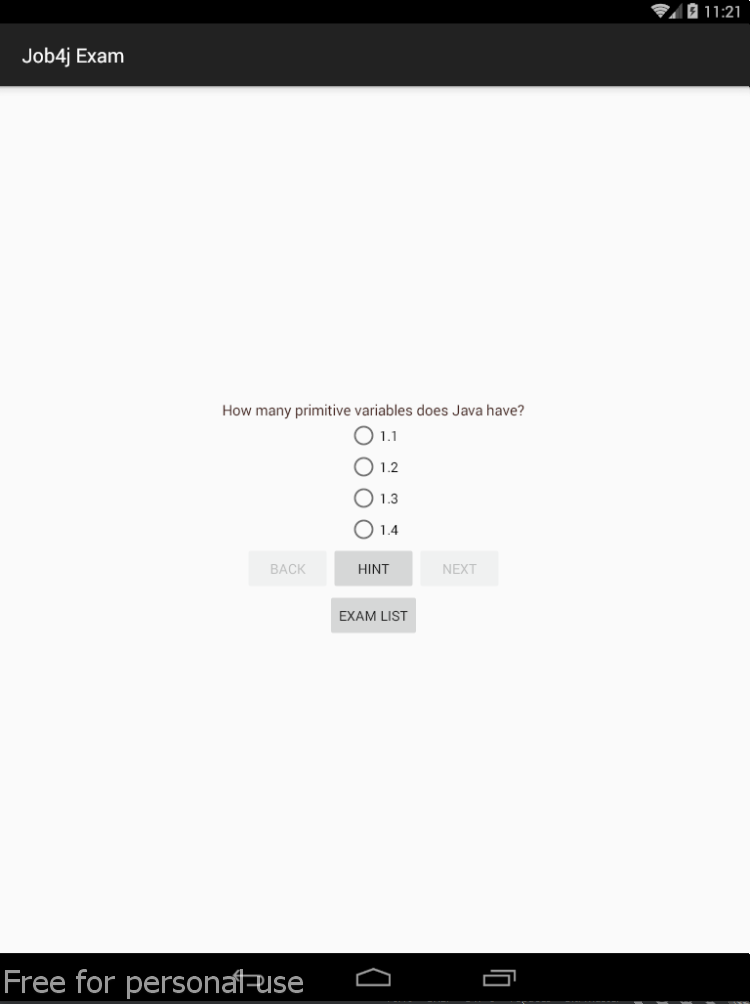 11:21
Job4j Exam
How many primitive variables does Java have?
1.1
1.2
1.3
1.4
BACK HINT NEXT
EXAM LIST
Free for personal use